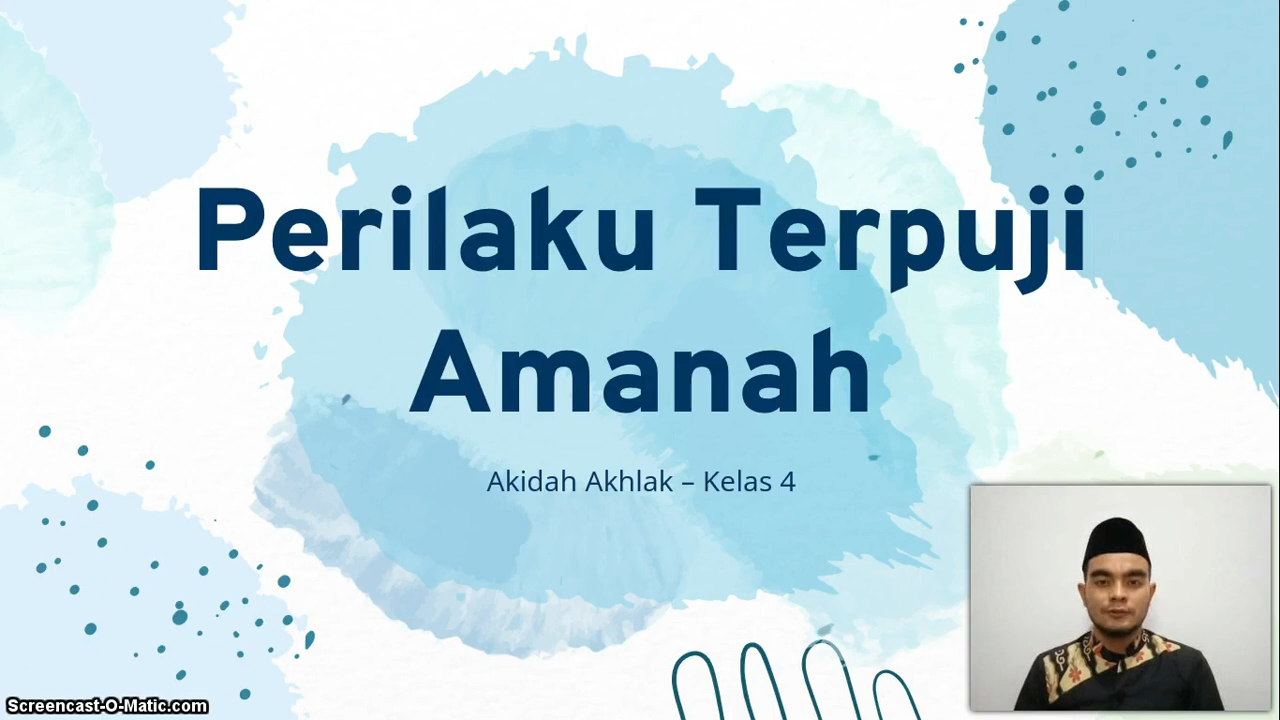 Perilaku Terpuji
Amanah
Akidah Akhlak – Kelas 4
Screencast-O-Matic.com